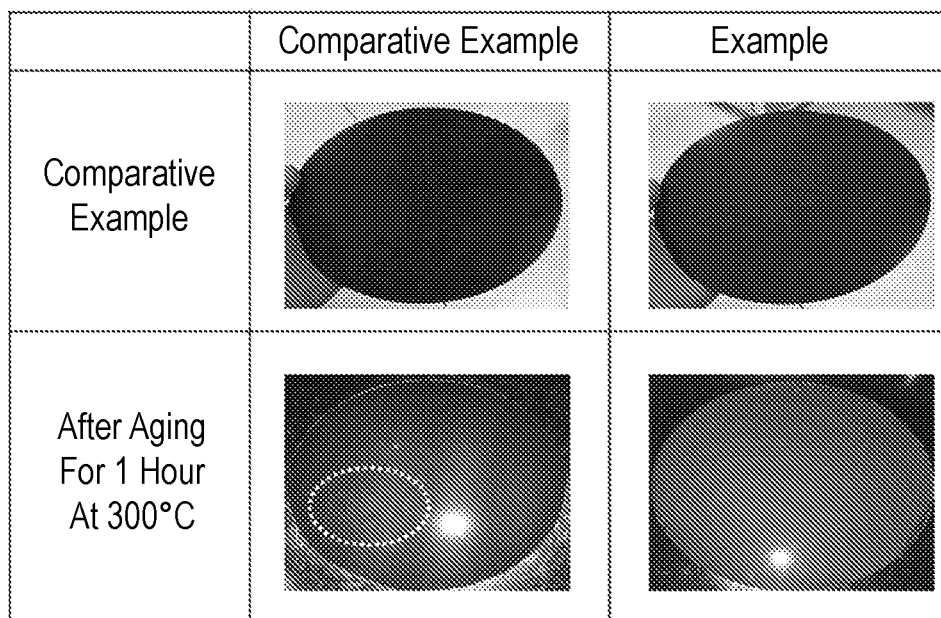 Comparative Example
Example
Comparative
Example
After Aging
For 1 Hour
At 300°C